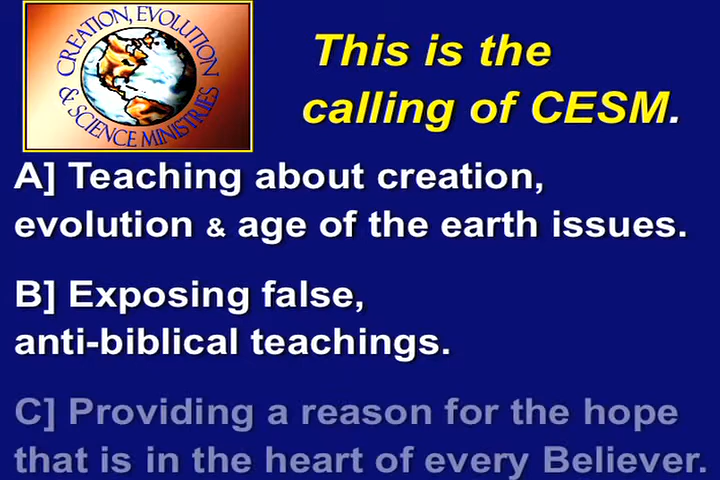 CREATION, EVOLUTION
& SCIENCE MINISTRIES
This is the
calling of CESM.
A] Teaching about creation,
evolution & age of the earth issues.
B] Exposing false,
anti-biblical teachings.
C] Providing a reason for the hope
that is in the heart of every Believer.